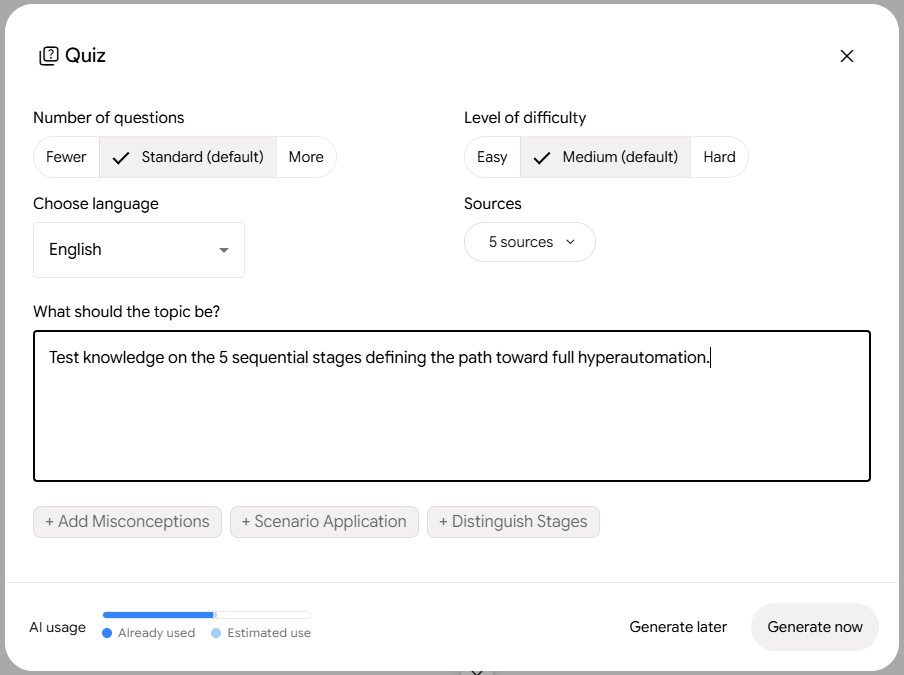 Quiz
Number of questions
Level of difficulty
Fewer
Standard (default)
More
Easy
Medium (default)
Hard
Choose language
Sources
English
5 sources
What should the topic be?
Test knowledge on the 5 sequential stages defining the path toward full hyperautomation.
+ Add Misconceptions
+ Scenario Application
+ Distinguish Stages
AI usage
Already used
Estimated use
Generate later
Generate now